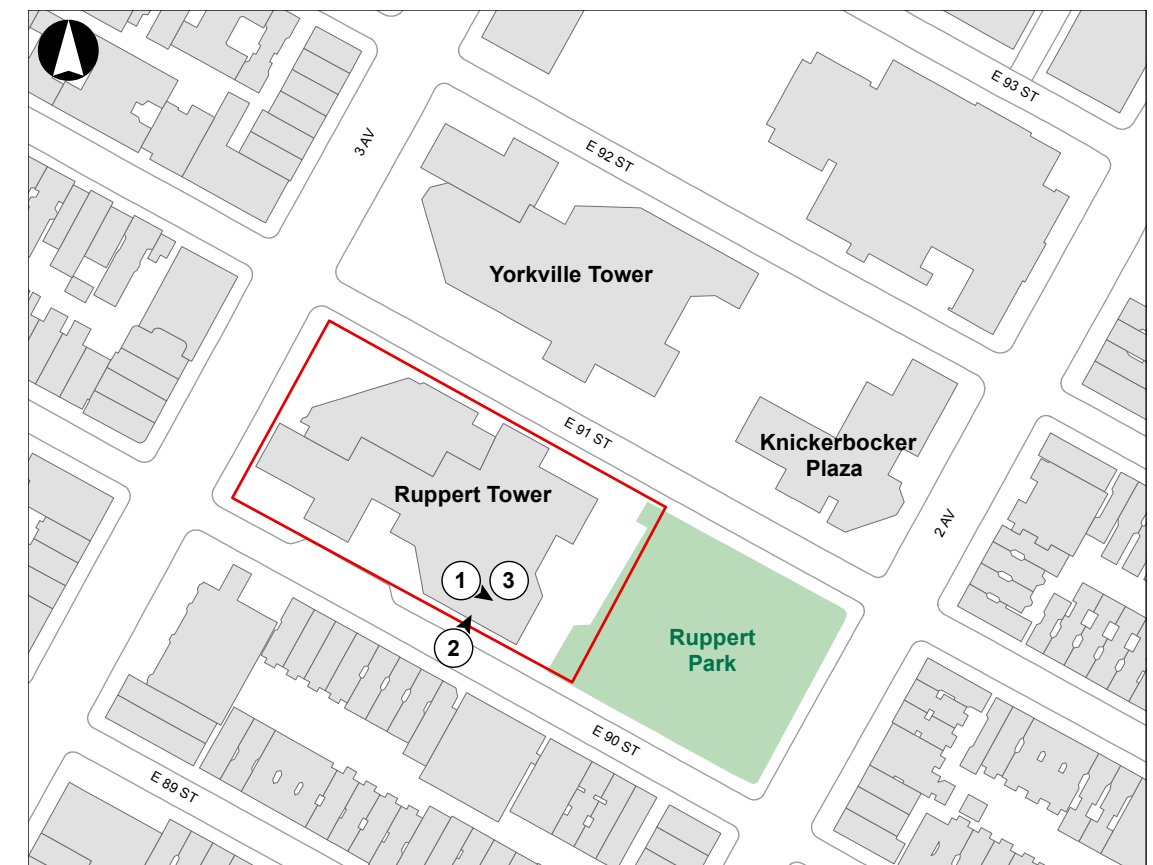 E 93 ST
3 AV
E 92 ST
Yorkville Tower
E 91 ST
Knickerbocker
Plaza
Ruppert Tower
2 AV
1
3
2
Ruppert
Park
E 90 ST
E 89 ST